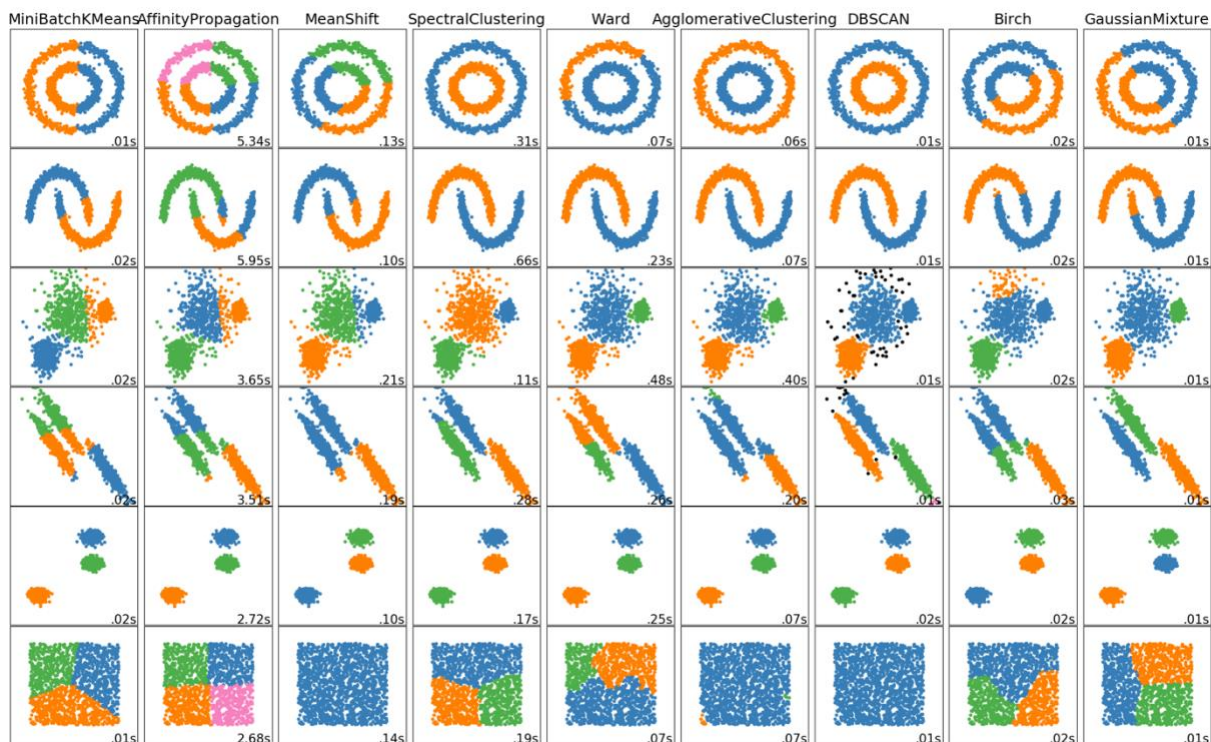 MiniBatchKMeans AffinityPropagation MeanShift SpectralClustering Ward AgglomerativeClustering DBSCAN Birch GaussianMixture
.01s 5.34s .13s .31s .07s .06s .01s .02s .01s
.02s 5.95s .10s .66s .23s .07s .01s .02s .01s
.02s 3.65s .21s .11s .48s .40s .01s .02s .01s
.02s 3.51s .19s .28s .26s .20s .01s .03s .01s
.02s 2.72s .10s .17s .25s .07s .02s .02s .01s
.01s 2.68s .14s .19s .07s .07s .01s .02s .01s